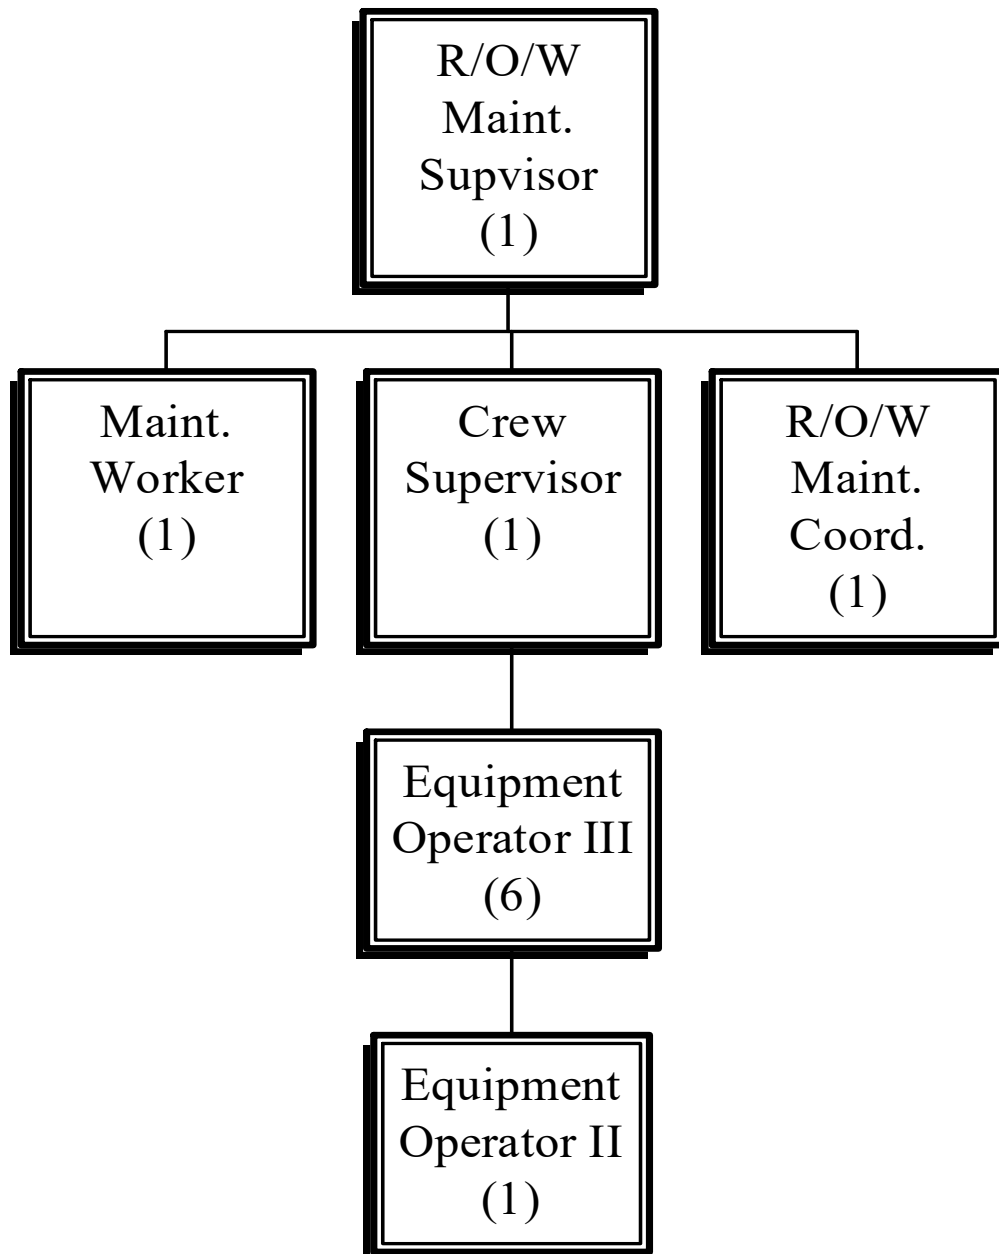 R/O/W
Maint.
Supvisor
(1)
Maint.
Worker
(1)
Crew
Supervisor
(1)
R/O/W
Maint.
Coord.
(1)
Equipment
Operator III
(6)
Equipment
Operator II
(1)